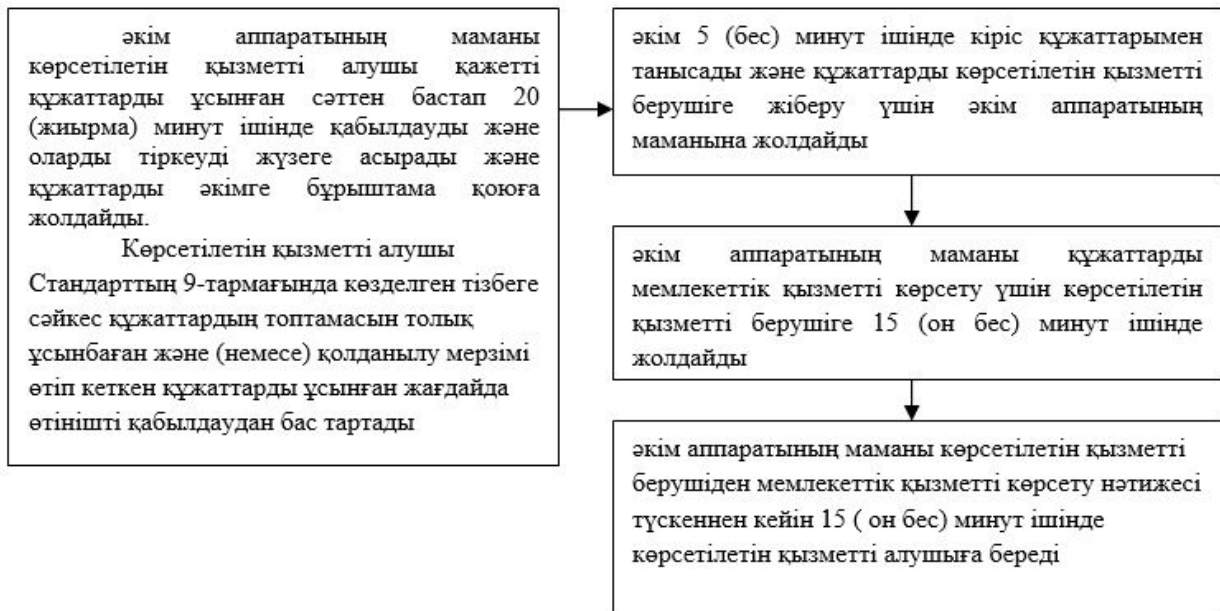 әкім аппаратының маманы
көрсетілетін қызметті алушы қажетті
құжаттарды ұсынған сәттен бастап 20
(жиырма) минут ішінде қабылдауды және
оларды тіркеуді жүзеге асырады және
құжаттарды әкімге бұрыштама қоюға
жолдайды.
Көрсетілетін қызметті алушы
Стандарттың 9-тармағында көзделген тізбеге
сәйкес құжаттардың топтамасын толық
ұсынбаған және (немесе) қолданылу мерзімі
өтіп кеткен құжаттарды ұсынған жағдайда
өтінішті қабылдаудан бас тартады
әкім 5 (бес) минут ішінде кіріс құжаттарымен
танысады және құжаттарды көрсетілетін қызметті
берушіге жіберу үшін әкім аппаратының
маманына жолдайды
әкім аппаратының маманы құжаттарды
мемлекеттік қызметті көрсету үшін көрсетілетін
қызметті берушіге 15 (он бес) минут ішінде
жолдайды
әкім аппаратының маманы көрсетілетін қызметті
берушіден мемлекеттік қызметті көрсету нәтижесі
түскеннен кейін 15 ( он бес) минут ішінде
көрсетілетін қызметті алушыға береді